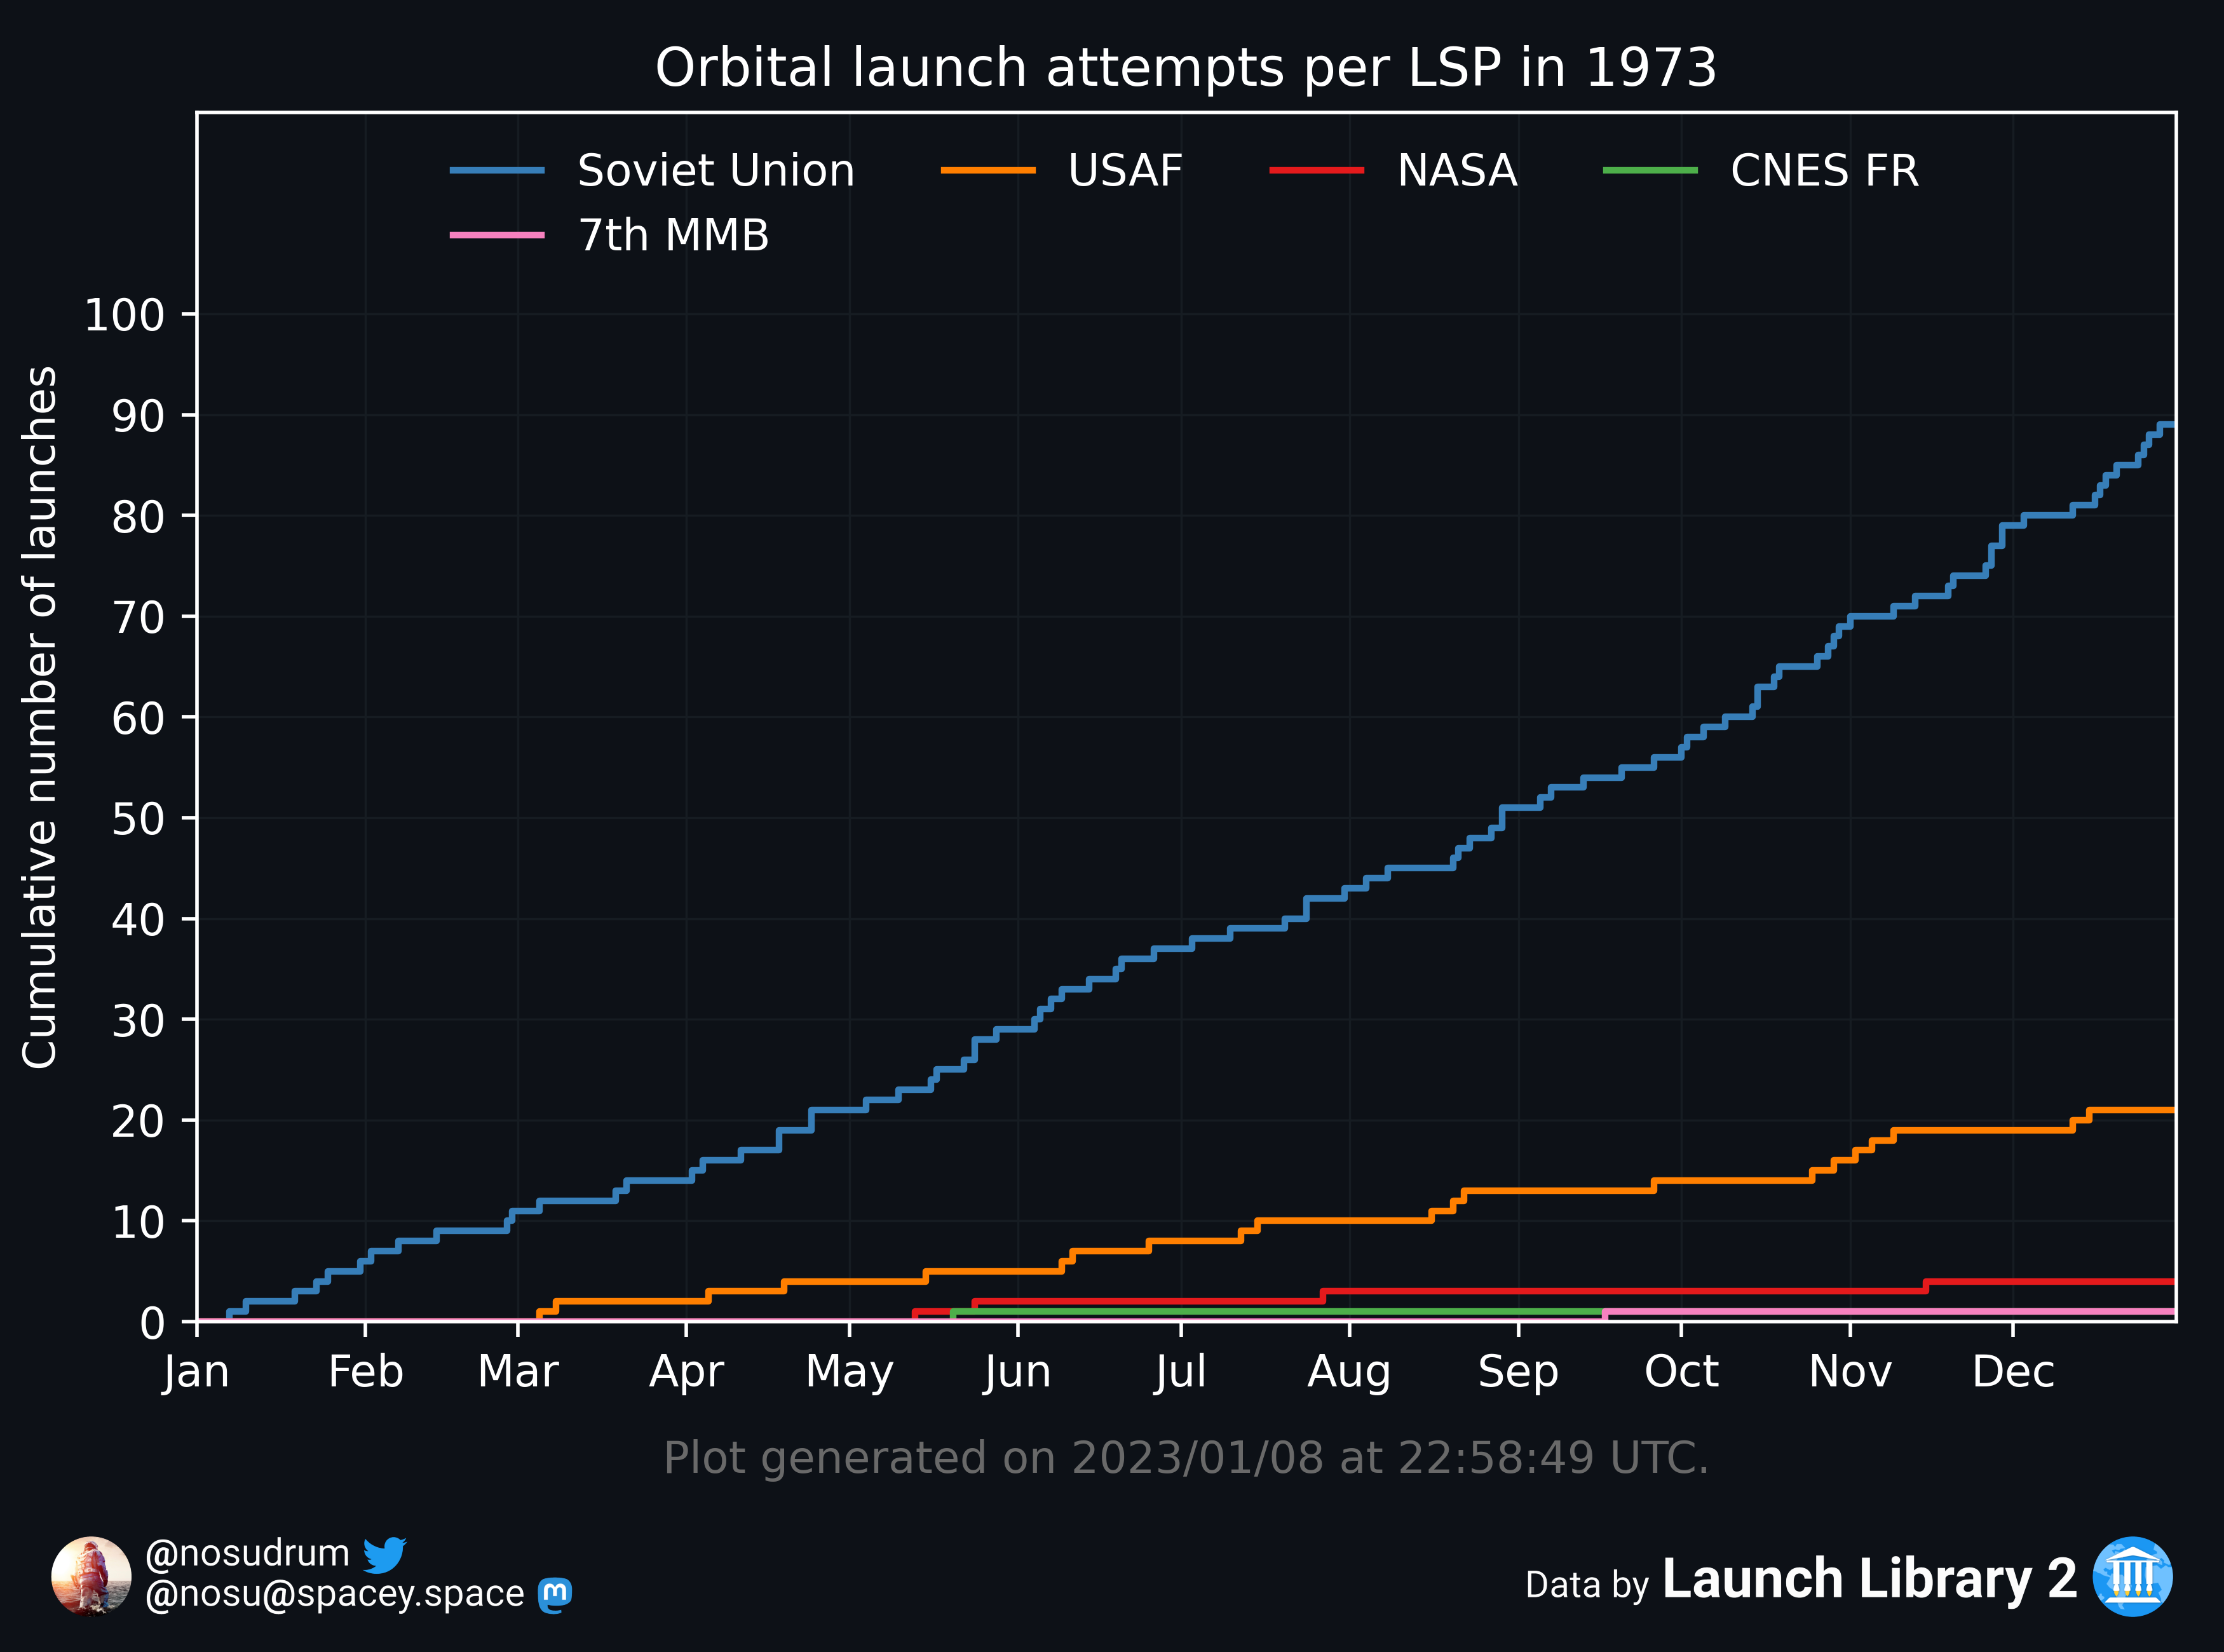 Orbital launch attempts per LSP in 1973
Soviet Union USAF NASA CNES FR
7th MMB
Cumulative number of launches
100
90
80
70
60
50
40
30
20
10
0
Jan Feb Mar Apr May Jun Jul Aug Sep Oct Nov Dec
Plot generated on 2023/01/08 at 22:58:49 UTC.
@nosudrum
@nosu@spacey.space
Data by Launch Library 2